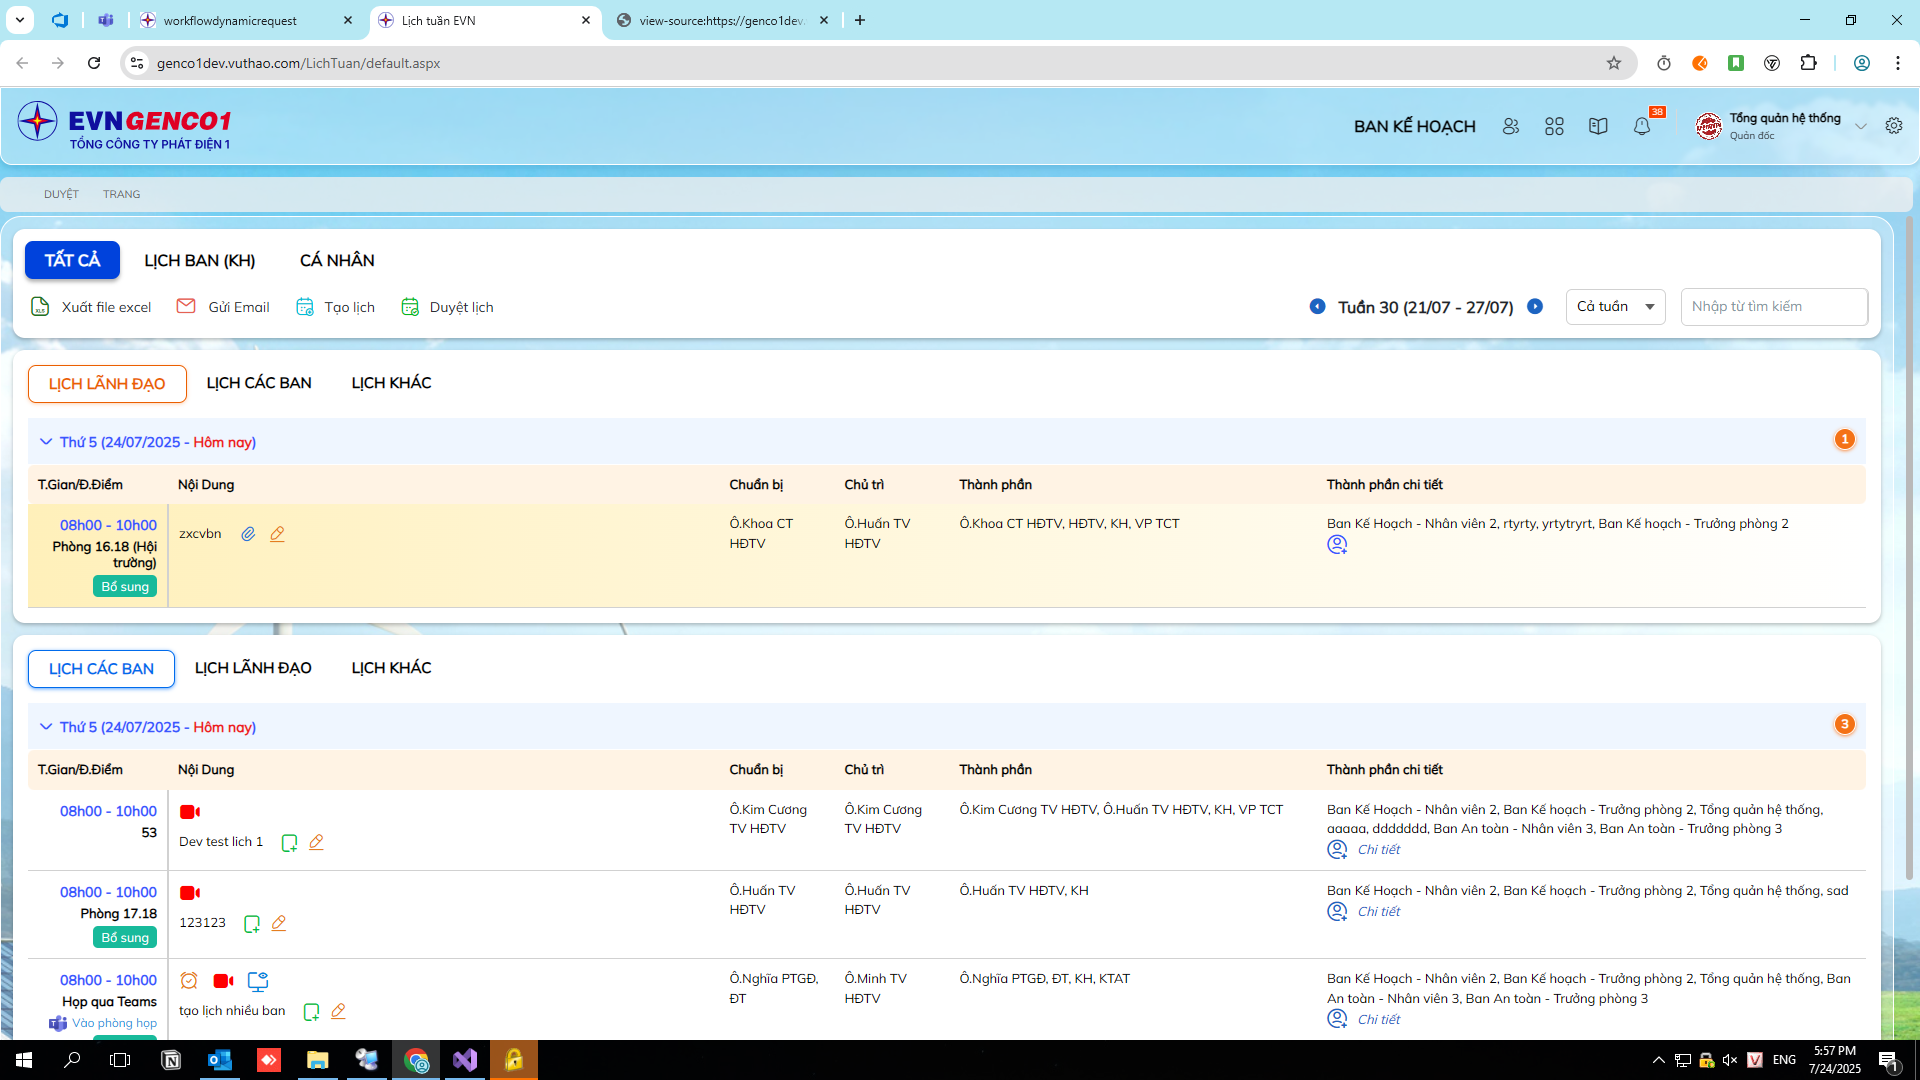 workflowdynamicrequest
Lịch tuần EVN
view-source:https://genco1dev.
genco1dev.vuthao.com/LichTuan/default.aspx
EVNGENCO1
TỔNG CÔNG TY PHÁT ĐIỆN 1
BAN KẾ HOẠCH
38
Tổng quản hệ thống
Quản đốc
DUYỆT TRANG
TẤT CẢ LỊCH BAN (KH) CÁ NHÂN
Xuất file excel Gửi Email Tạo lịch Duyệt lịch
Tuần 30 (21/07 - 27/07) Cả tuần Nhập từ tìm kiếm
LỊCH LÃNH ĐẠO LỊCH CÁC BAN LỊCH KHÁC
Thứ 5 (24/07/2025 - Hôm nay) 1
T.Gian/Đ.Điểm Nội Dung Chuẩn bị Chủ trì Thành phần Thành phần chi tiết
08h00 - 10h00
Phòng 16.18 (Hội
trường)
Bổ sung
zxcvbn
Ô.Khoa CT
HĐTV
Ô.Huấn TV
HĐTV
Ô.Khoa CT HĐTV, HĐTV, KH, VP TCT
Ban Kế Hoạch - Nhân viên 2, rtyrty, yrtytryrt, Ban Kế hoạch - Trưởng phòng 2
LỊCH CÁC BAN LỊCH LÃNH ĐẠO LỊCH KHÁC
Thứ 5 (24/07/2025 - Hôm nay) 3
T.Gian/Đ.Điểm Nội Dung Chuẩn bị Chủ trì Thành phần Thành phần chi tiết
08h00 - 10h00
53
Dev test lich 1
Ô.Kim Cương
TV HĐTV
Ô.Kim Cương
TV HĐTV
Ô.Kim Cương TV HĐTV, Ô.Huấn TV HĐTV, KH, VP TCT
Ban Kế Hoạch - Nhân viên 2, Ban Kế hoạch - Trưởng phòng 2, Tổng quản hệ thống,
aaaaa, ddddddd, Ban An toàn - Nhân viên 3, Ban An toàn - Trưởng phòng 3
Chi tiết
08h00 - 10h00
Phòng 17.18
Bổ sung
123123
Ô.Huấn TV
HĐTV
Ô.Huấn TV
HĐTV
Ô.Huấn TV HĐTV, KH
Ban Kế Hoạch - Nhân viên 2, Ban Kế hoạch - Trưởng phòng 2, Tổng quản hệ thống, sad
Chi tiết
08h00 - 10h00
Họp qua Teams
Vào phòng họp
tạo lịch nhiều ban
Ô.Nghĩa PTGĐ,
ĐT
Ô.Minh TV
HĐTV
Ô.Nghĩa PTGĐ, ĐT, KH, KTAT
Ban Kế Hoạch - Nhân viên 2, Ban Kế hoạch - Trưởng phòng 2, Tổng quản hệ thống, Ban
An toàn - Nhân viên 3, Ban An toàn - Trưởng phòng 3
Chi tiết
ENG
5:57 PM
7/24/2025
1